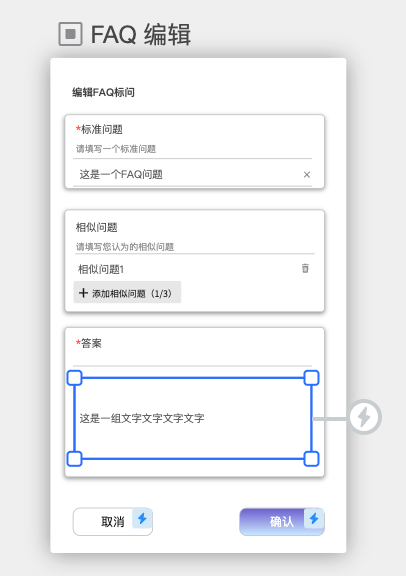 FAQ 编辑
编辑FAQ标问
*标准问题
请填写一个标准问题
这是一个FAQ问题 ×
相似问题
请填写您认为的相似问题
相似问题1
+ 添加相似问题（1/3）
*答案
这是一组文字文字文字文字
取消 确认